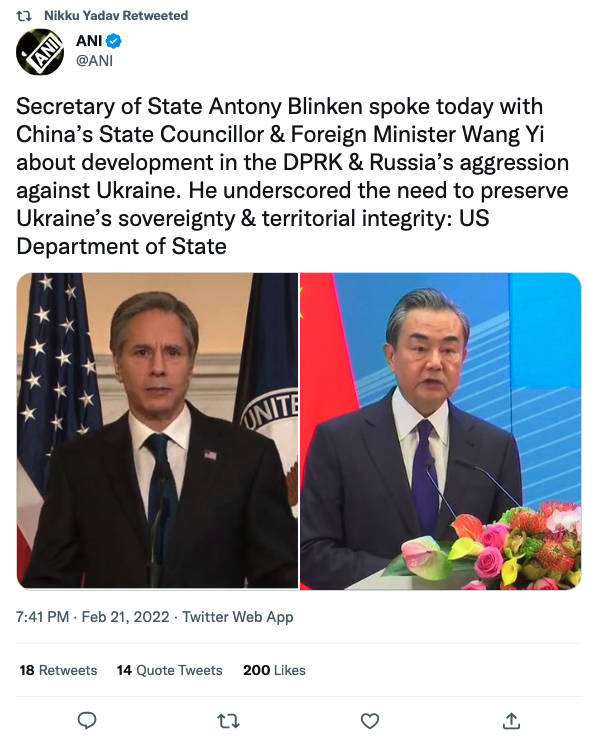 Nikku Yadav Retweeted
ANI
ANI
@ANI
Secretary of State Antony Blinken spoke today with
China’s State Councillor & Foreign Minister Wang Yi
about development in the DPRK & Russia’s aggression
against Ukraine. He underscored the need to preserve
Ukraine’s sovereignty & territorial integrity: US
Department of State
UNITE
7:41 PM · Feb 21, 2022 · Twitter Web App
18 Retweets 14 Quote Tweets 200 Likes